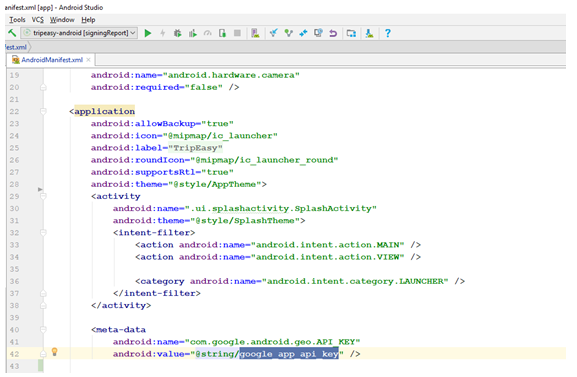 anifest.xml [app] - Android Studio
Tools VCS Window Help
tripeasy-android [signingReport]
fest.xml
AndroidManifest.xml
19 android:name="android.hardware.camera"
20 android:required="false" />
21
22 <application
23 android:allowBackup="true"
24 android:icon="@mipmap/ic_launcher"
25 android:label="TripEasy"
26 android:roundIcon="@mipmap/ic_launcher_round"
27 android:supportsRtl="true"
28 android:theme="@style/AppTheme">
29 <activity
30 android:name=".ui.splashactivity.SplashActivity"
31 android:theme="@style/SplashTheme">
32 <intent-filter>
33 <action android:name="android.intent.action.MAIN" />
34 <action android:name="android.intent.action.VIEW" />
35
36 <category android:name="android.intent.category.LAUNCHER" />
37 </intent-filter>
38 </activity>
39
40 <meta-data
41 android:name="com.google.android.geo.API_KEY"
42 android:value="@string/google_app_api_key" />
43